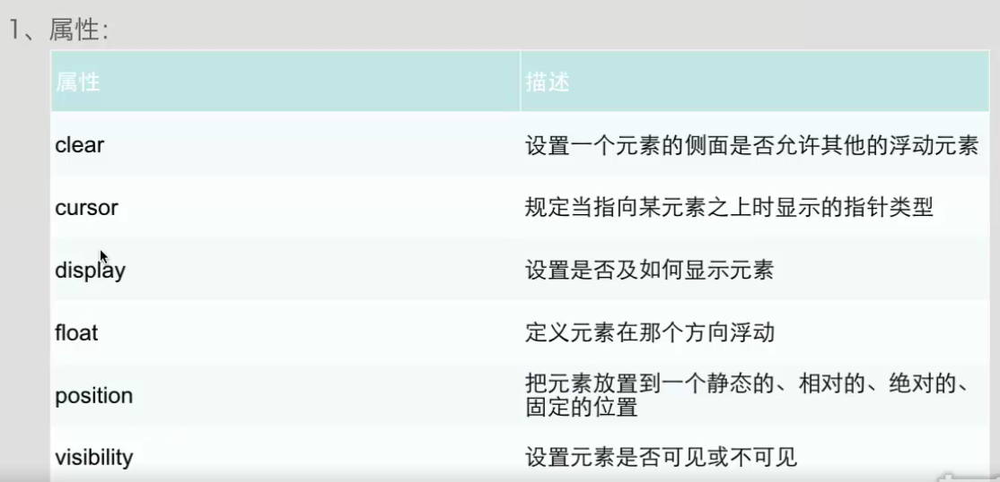 1、属性：
属性 描述
clear 设置一个元素的侧面是否允许其他的浮动元素
cursor 规定当指向某元素之上时显示的指针类型
display 设置是否及如何显示元素
float 定义元素在那个方向浮动
position 把元素放置到一个静态的、相对的、绝对的、
固定的位置
visibility 设置元素是否可见或不可见